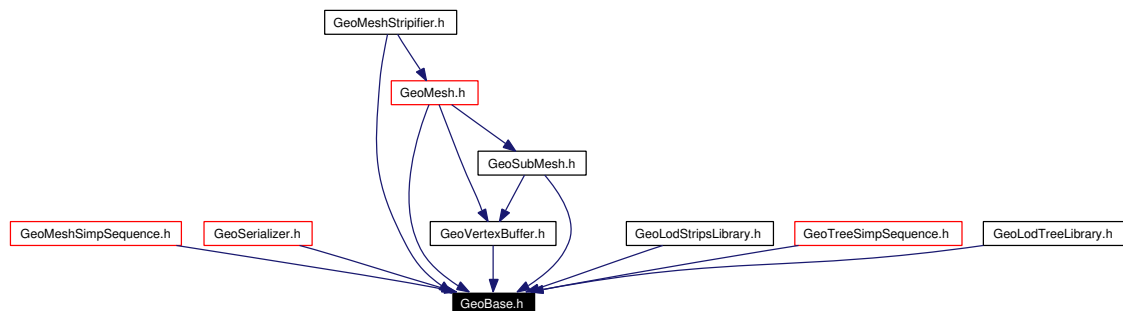 GeoMeshStripifier.h
GeoMesh.h
GeoSubMesh.h
GeoMeshSimpSequence.h
GeoSerializer.h
GeoVertexBuffer.h
GeoLodStripsLibrary.h
GeoTreeSimpSequence.h
GeoLodTreeLibrary.h
GeoBase.h